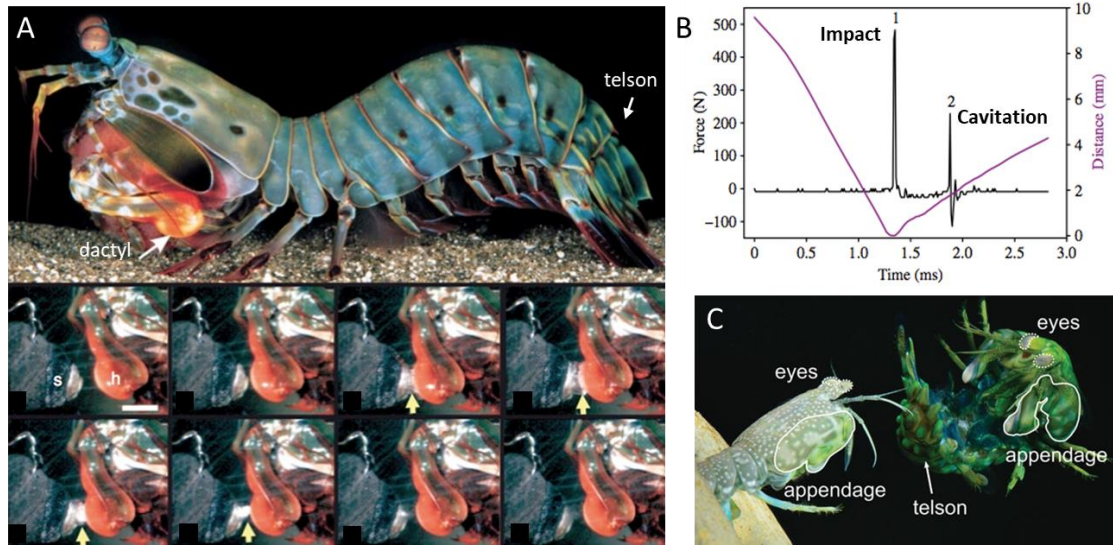 A
telson
dactyl
s
h
B
Impact
1
2
Cavitation
Force (N)
500
400
300
200
100
0
−100
Distance (mm)
10
8
6
4
2
0
0
0.5
1.0
1.5
2.0
2.5
3.0
Time (ms)
C
eyes
eyes
appendage
appendage
telson